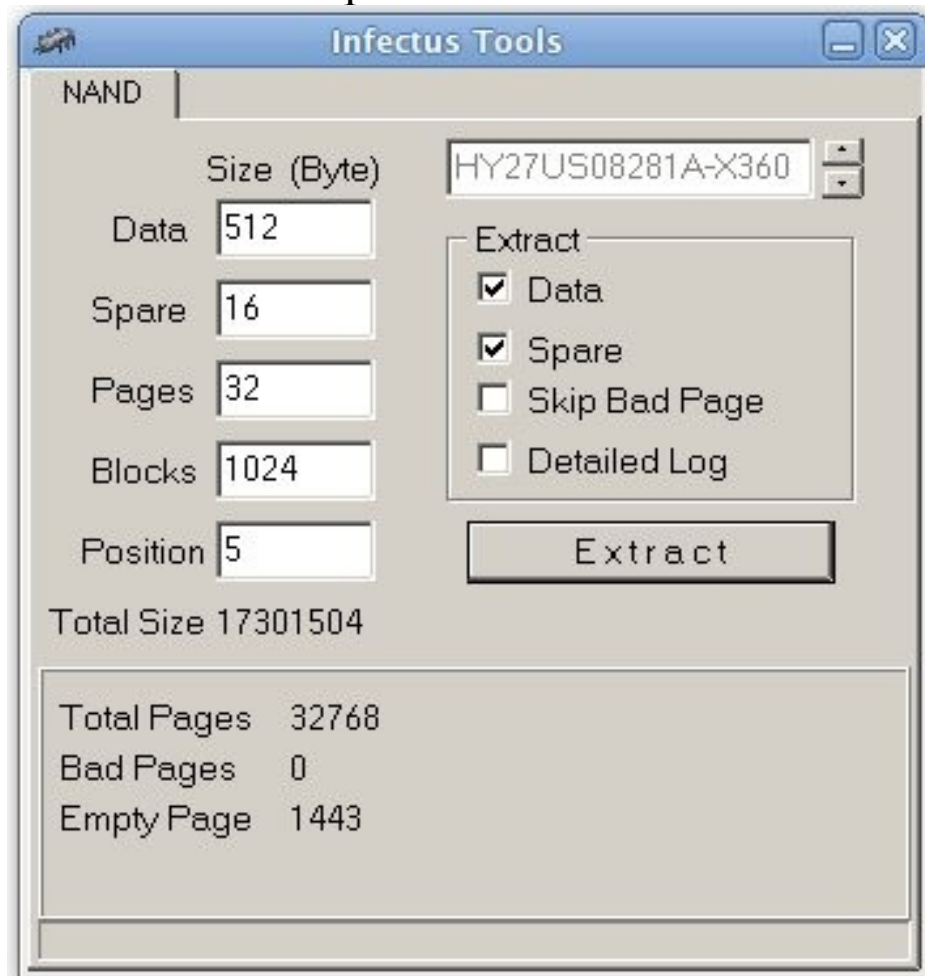 Infectus Tools
NAND
Size (Byte)
HY27US08281A-X360
Data 512
Spare 16
Pages 32
Blocks 1024
Position 5
Extract
Data
Spare
Skip Bad Page
Detailed Log
Extract
Total Size 17301504
Total Pages 32768
Bad Pages 0
Empty Page 1443